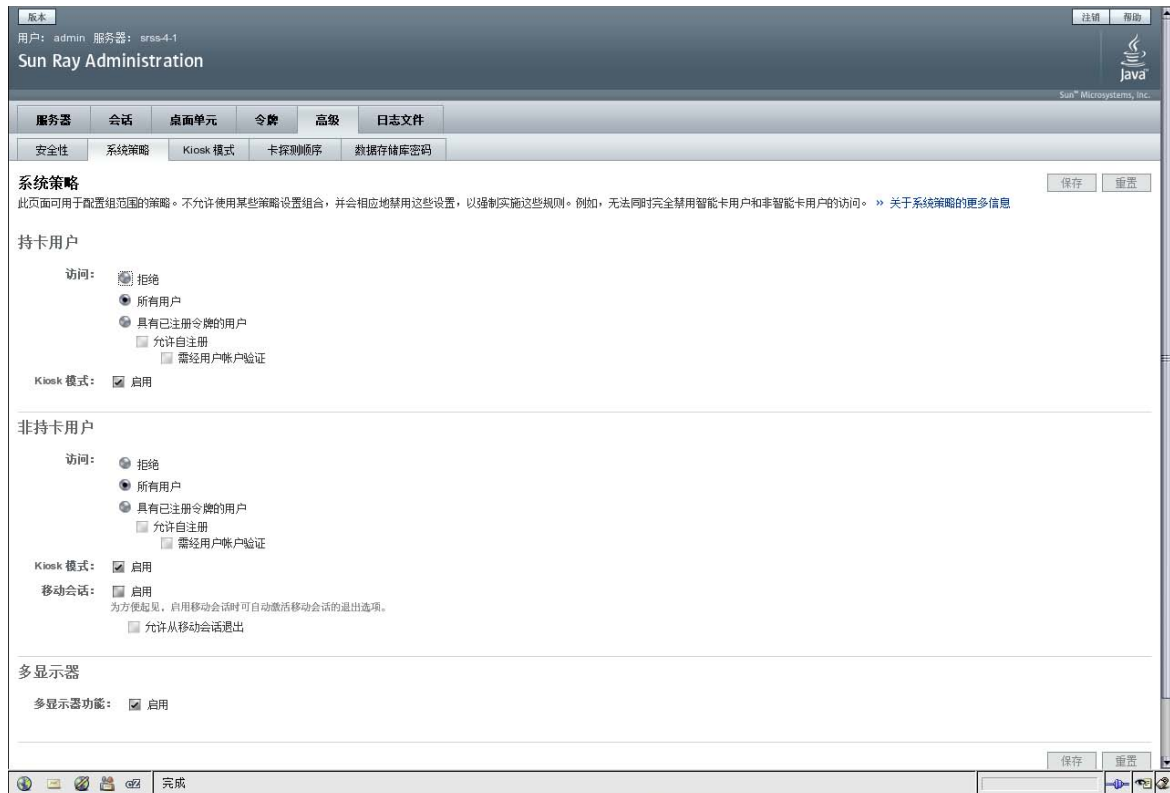 版本
注销 帮助
用户: admin 服务器: srss-4-1
Sun Ray Administration
Java™
Sun™ Microsystems, Inc.
服务器 会话 桌面单元 令牌 高级 日志文件
安全性 系统策略 Kiosk 模式 卡探测顺序 数据存储库密码
系统策略
保存 重置
此页面可用于配置组范围的策略。不允许使用某些策略设置组合，并会相应地禁用这些设置，以强制实施这些规则。例如，无法同时完全禁用智能卡用户和非智能卡用户的访问。 » 关于系统策略的更多信息
持卡用户
访问: 拒绝
所有用户
具有已注册令牌的用户
允许自注册
需经用户帐户验证
Kiosk 模式: 启用
非持卡用户
访问: 拒绝
所有用户
具有已注册令牌的用户
允许自注册
需经用户帐户验证
Kiosk 模式: 启用
移动会话: 启用
为方便起见，启用移动会话时可自动激活移动会话的退出选项。
允许从移动会话退出
多显示器
多显示器功能: 启用
保存 重置
完成